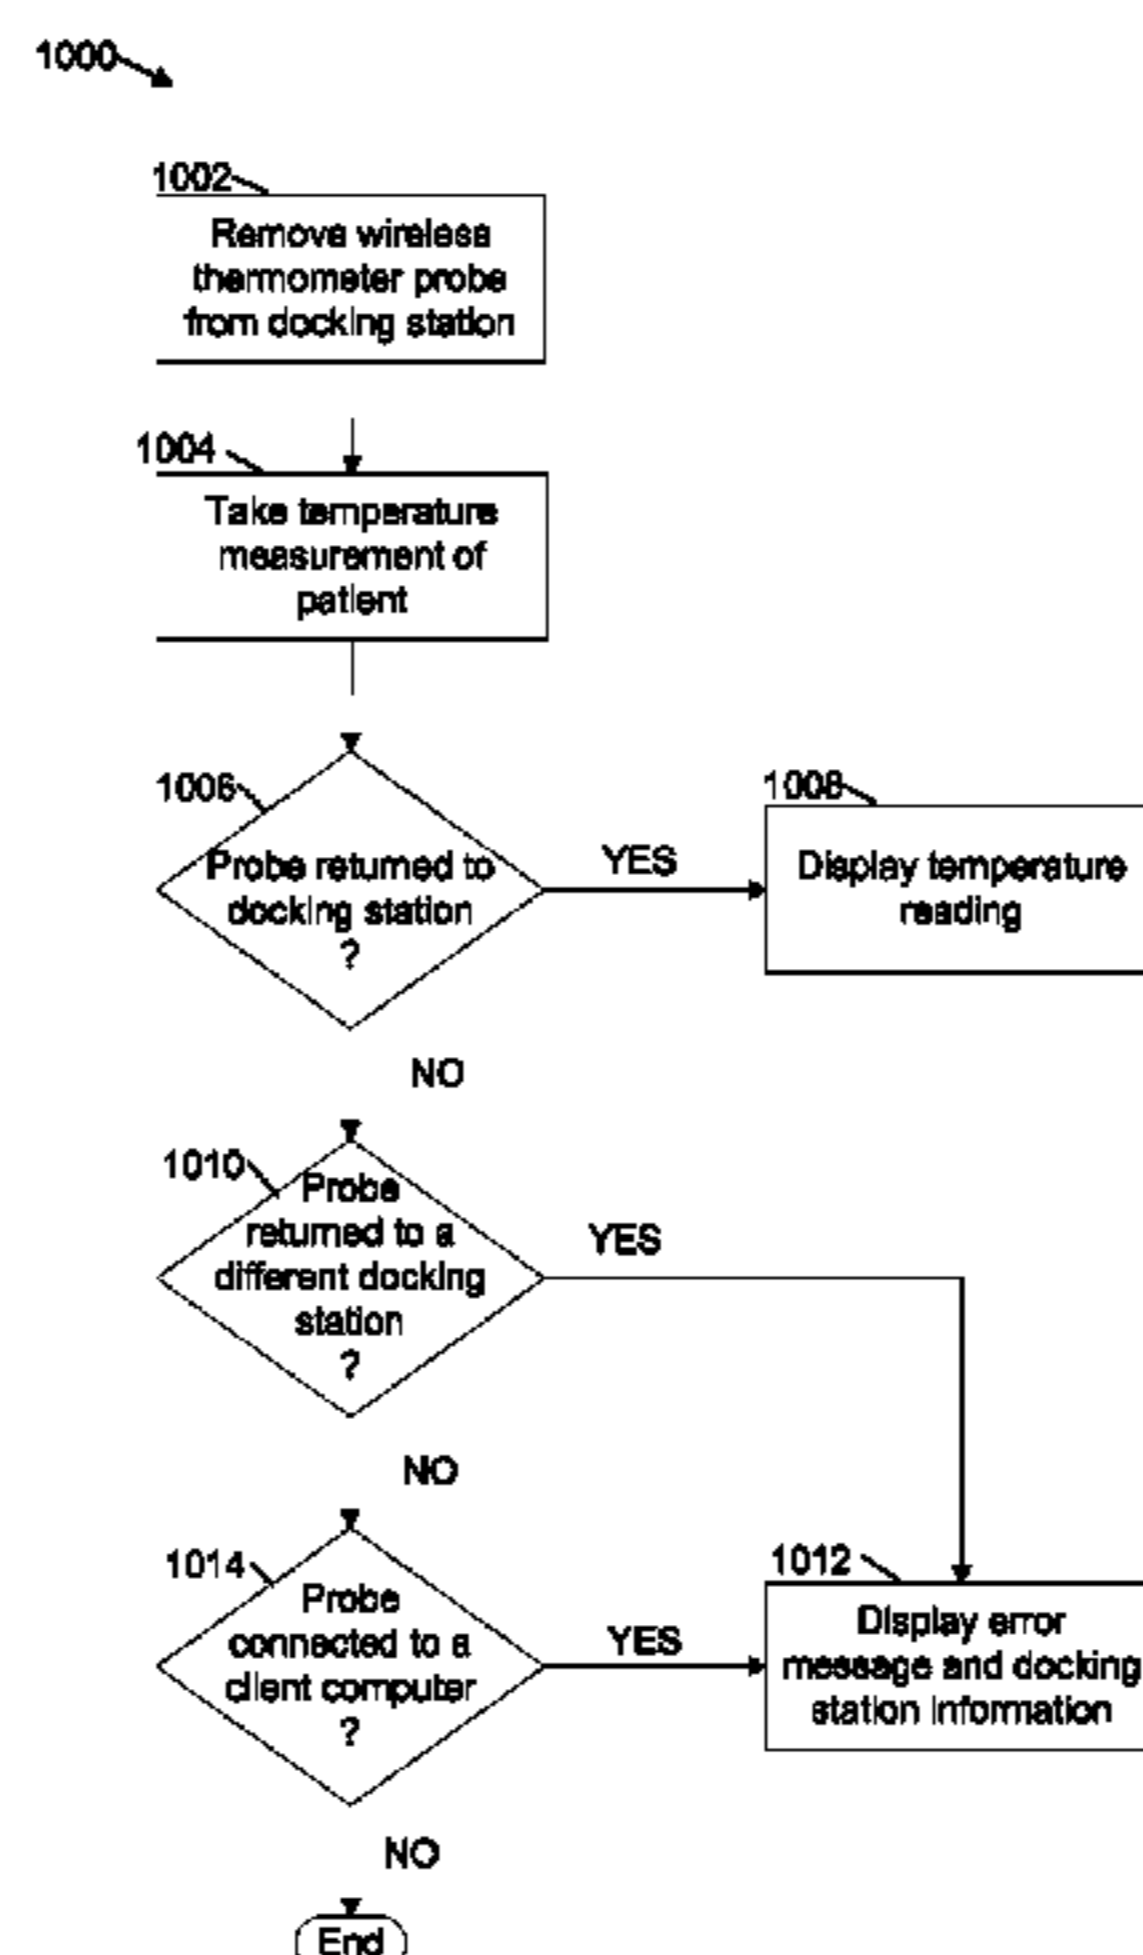 1000
1002
Remove wireless
thermometer probe
from docking station
1004
Take temperature
measurement of
patient
1006
Probe returned to
docking station
?
YES
1008
Display temperature
reading
NO
1010
Probe
returned to a
different docking
station
?
YES
NO
1014
Probe
connected to a
client computer
?
YES
1012
Display error
message and docking
station information
NO
End